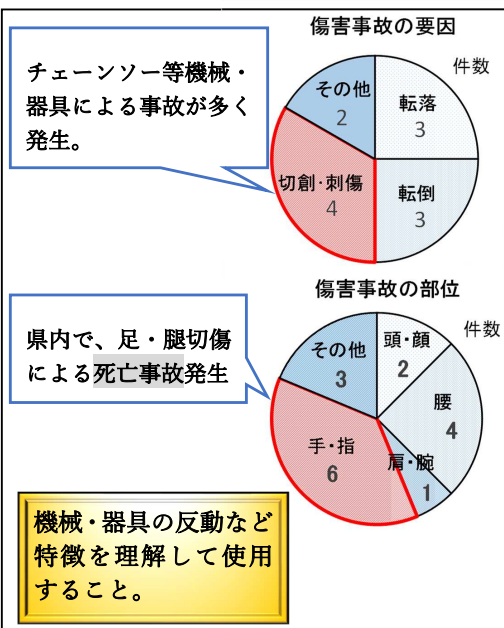 傷害事故の要因
件数
チェーンソー等機械・
器具による事故が多く
発生。
転落
3
転倒
3
切創・刺傷
4
その他
2
傷害事故の部位
件数
県内で、足・腿切傷
による死亡事故発生
頭・顔
2
腰
4
肩・腕
1
手・指
6
その他
3
機械・器具の反動など
特徴を理解して使用
すること。